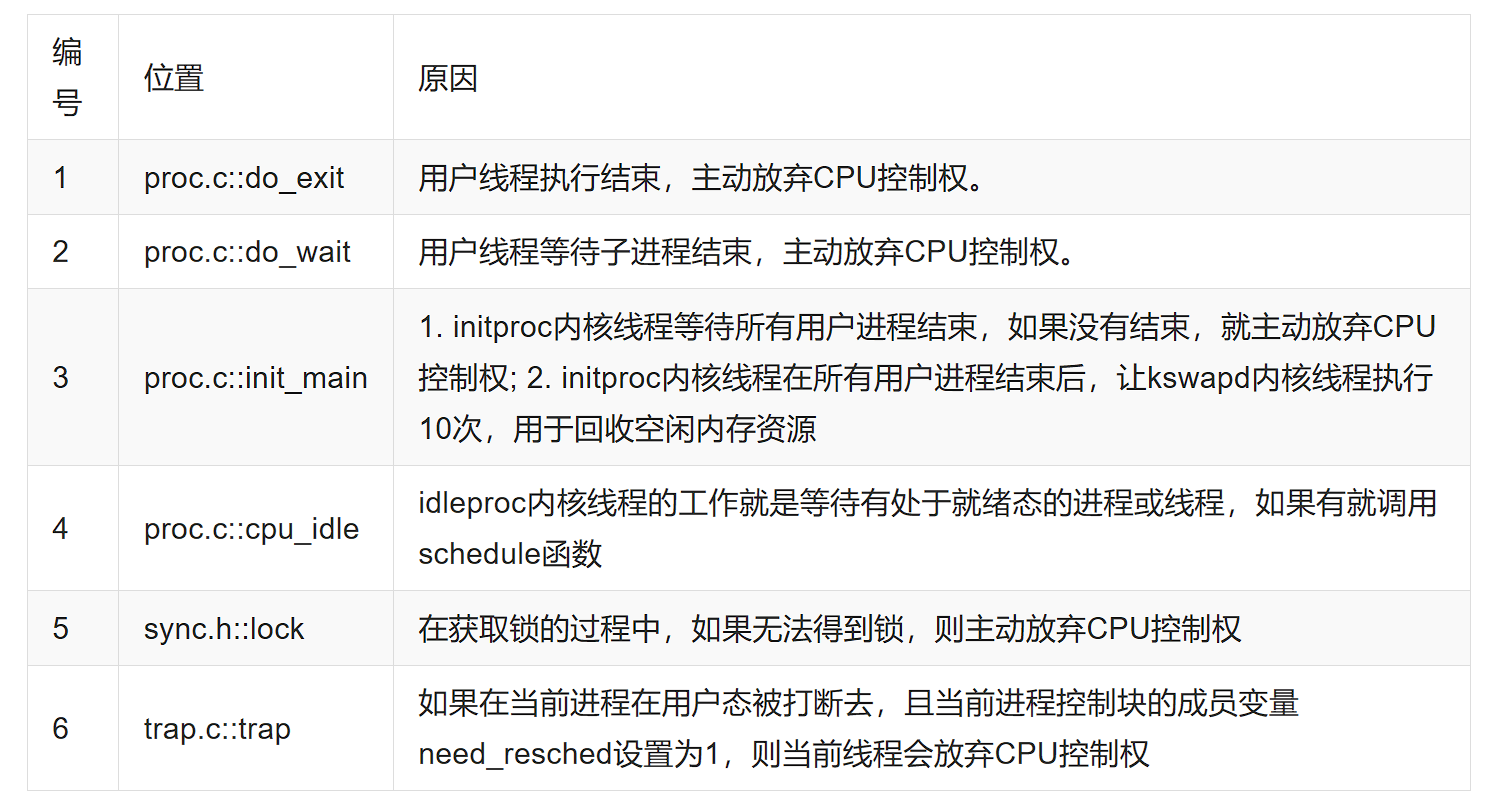 编
号
位置
原因
1
proc.c::do_exit
用户线程执行结束，主动放弃CPU控制权。
2
proc.c::do_wait
用户线程等待子进程结束，主动放弃CPU控制权。
3
proc.c::init_main
1. initproc内核线程等待所有用户进程结束，如果没有结束，就主动放弃CPU
控制权; 2. initproc内核线程在所有用户进程结束后，让kswapd内核线程执行
10次，用于回收空闲内存资源
4
proc.c::cpu_idle
idleproc内核线程的工作就是等待有处于就绪态的进程或线程，如果有就调用
schedule函数
5
sync.h::lock
在获取锁的过程中，如果无法得到锁，则主动放弃CPU控制权
6
trap.c::trap
如果在当前进程在用户态被打断去，且当前进程控制块的成员变量
need_resched设置为1，则当前线程会放弃CPU控制权